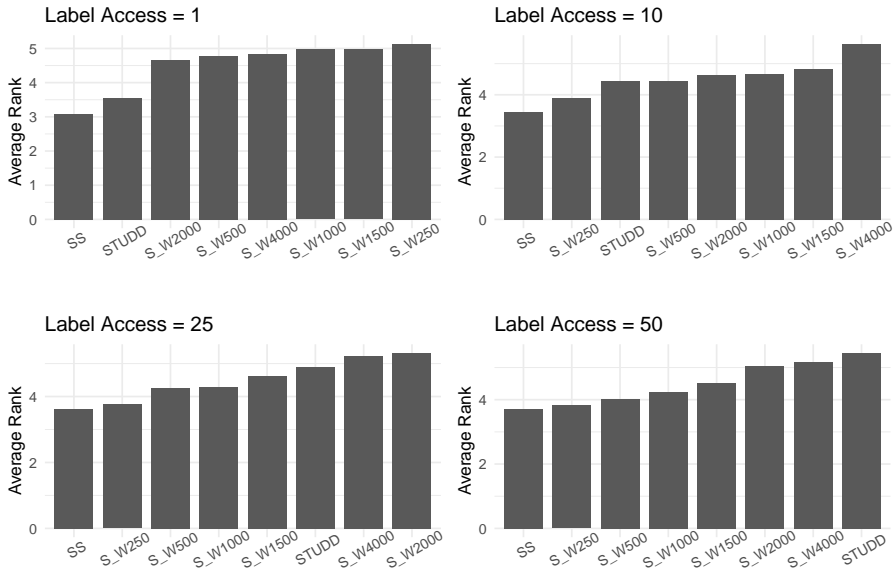 Label Access = 1
Average Rank
5
4
3
2
1
0
SS
STUDD
S_W2000
S_W500
S_W4000
S_W1000
S_W1500
S_W250
Label Access = 10
Average Rank
4
2
0
SS
S_W250
STUDD
S_W500
S_W2000
S_W1000
S_W1500
S_W4000
Label Access = 25
Average Rank
4
2
0
SS
S_W250
S_W500
S_W1000
S_W1500
STUDD
S_W4000
S_W2000
Label Access = 50
Average Rank
4
2
0
SS
S_W250
S_W500
S_W1000
S_W1500
S_W2000
S_W4000
STUDD